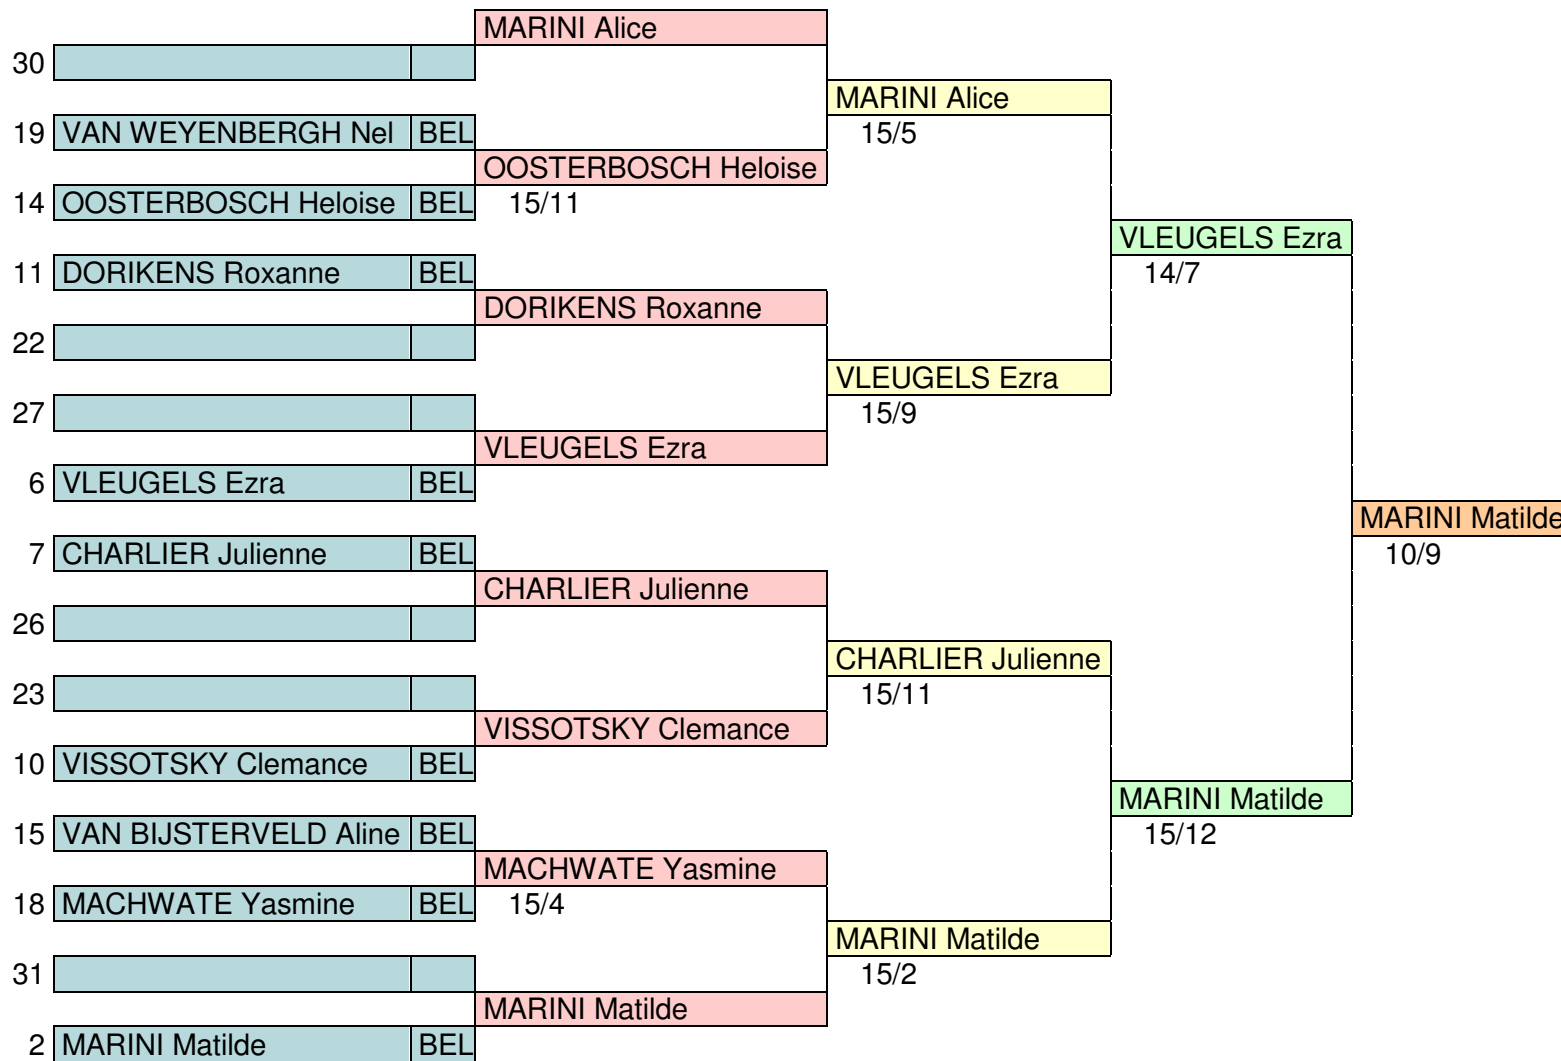 MARINI Alice
30
MARINI Alice
19 VAN WEYENBERGH Nel BEL 15/5
OOSTERBOSCH Heloise
14 OOSTERBOSCH Heloise BEL 15/11
VLEUGELS Ezra
11 DORIKENS Roxanne BEL 14/7
DORIKENS Roxanne
22
VLEUGELS Ezra
27 15/9
VLEUGELS Ezra
6 VLEUGELS Ezra BEL
MARINI Matilde
7 CHARLIER Julienne BEL 10/9
CHARLIER Julienne
26
CHARLIER Julienne
23 15/11
VISSOTSKY Clemance
10 VISSOTSKY Clemance BEL
MARINI Matilde
15 VAN BIJSTERVELD Aline BEL 15/12
MACHWATE Yasmine
18 MACHWATE Yasmine BEL 15/4
MARINI Matilde
31 15/2
MARINI Matilde
2 MARINI Matilde BEL